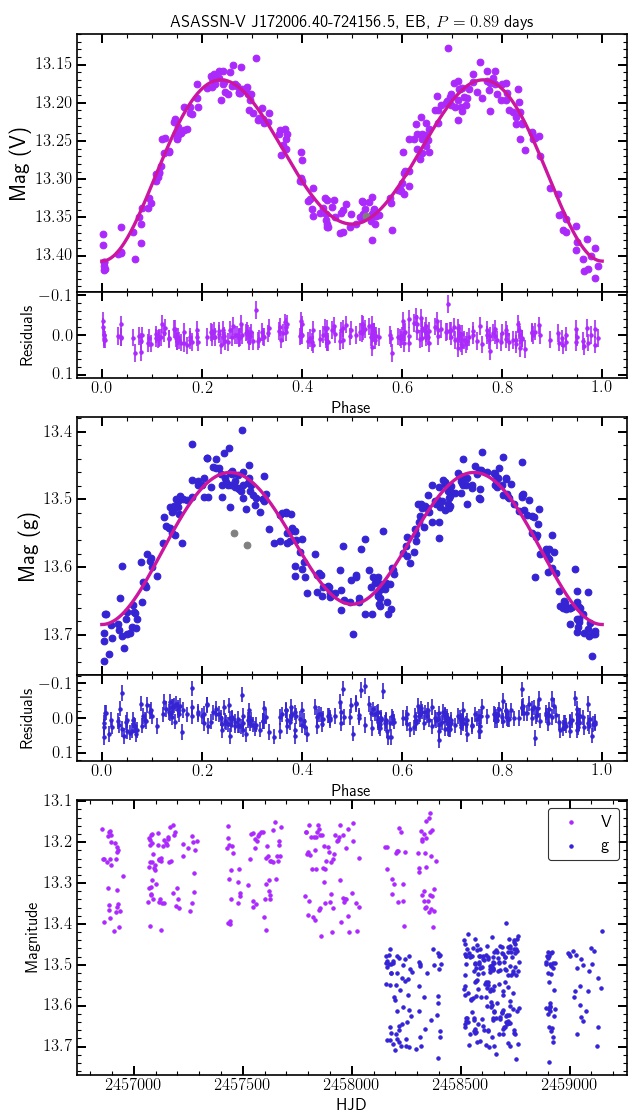 ASASSN-V J172006.40-724156.5, EB, P = 0.89 days
13.15
13.20
13.25
13.30
13.35
13.40
Mag (V)
−0.1
0.0
0.1
Residuals
0.0 0.2 0.4 0.6 0.8 1.0
Phase
13.4
13.5
13.6
13.7
Mag (g)
−0.1
0.0
0.1
Residuals
0.0 0.2 0.4 0.6 0.8 1.0
Phase
13.1
13.2
13.3
13.4
13.5
13.6
13.7
Magnitude
V
g
2457000 2457500 2458000 2458500 2459000
HJD